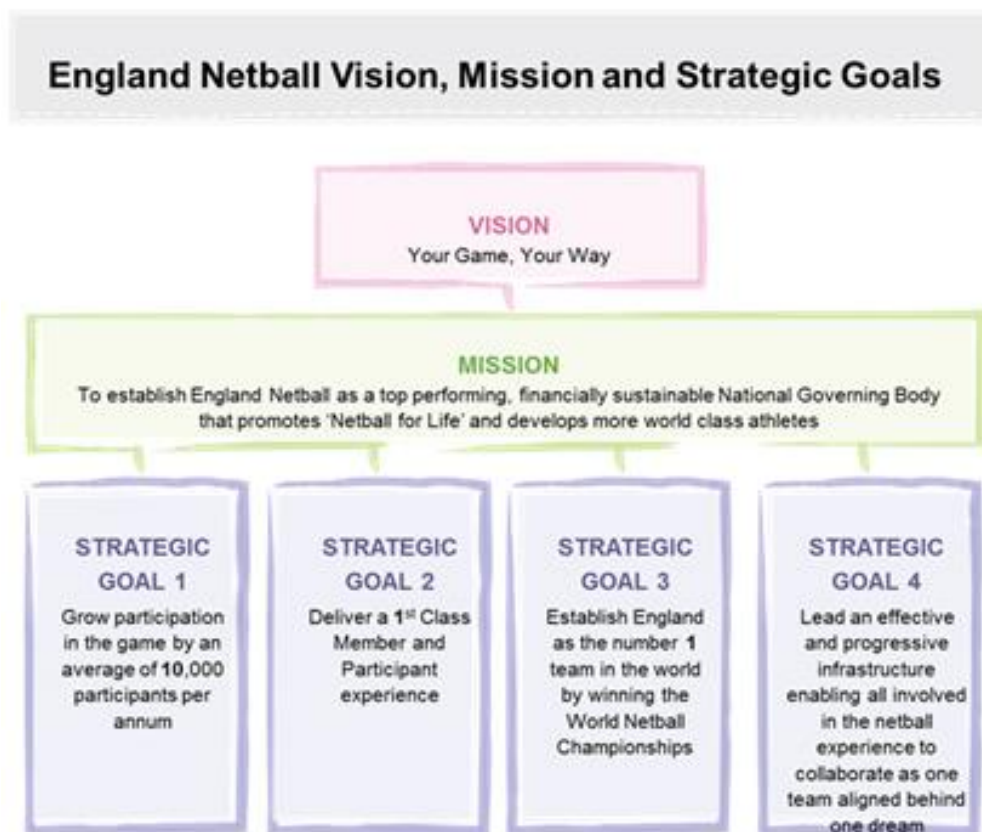 England Netball Vision, Mission and Strategic Goals
VISION
Your Game, Your Way
MISSION
To establish England Netball as a top performing, financially sustainable National Governing Body
that promotes ‘Netball for Life’ and develops more world class athletes
STRATEGIC
GOAL 1
Grow participation
in the game by an
average of 10,000
participants per
annum
STRATEGIC
GOAL 2
Deliver a 1st Class
Member and
Participant
experience
STRATEGIC
GOAL 3
Establish England
as the number 1
team in the world
by winning the
World Netball
Championships
STRATEGIC
GOAL 4
Lead an effective
and progressive
infrastructure
enabling all involved
in the netball
experience to
collaborate as one
team aligned behind
one dream